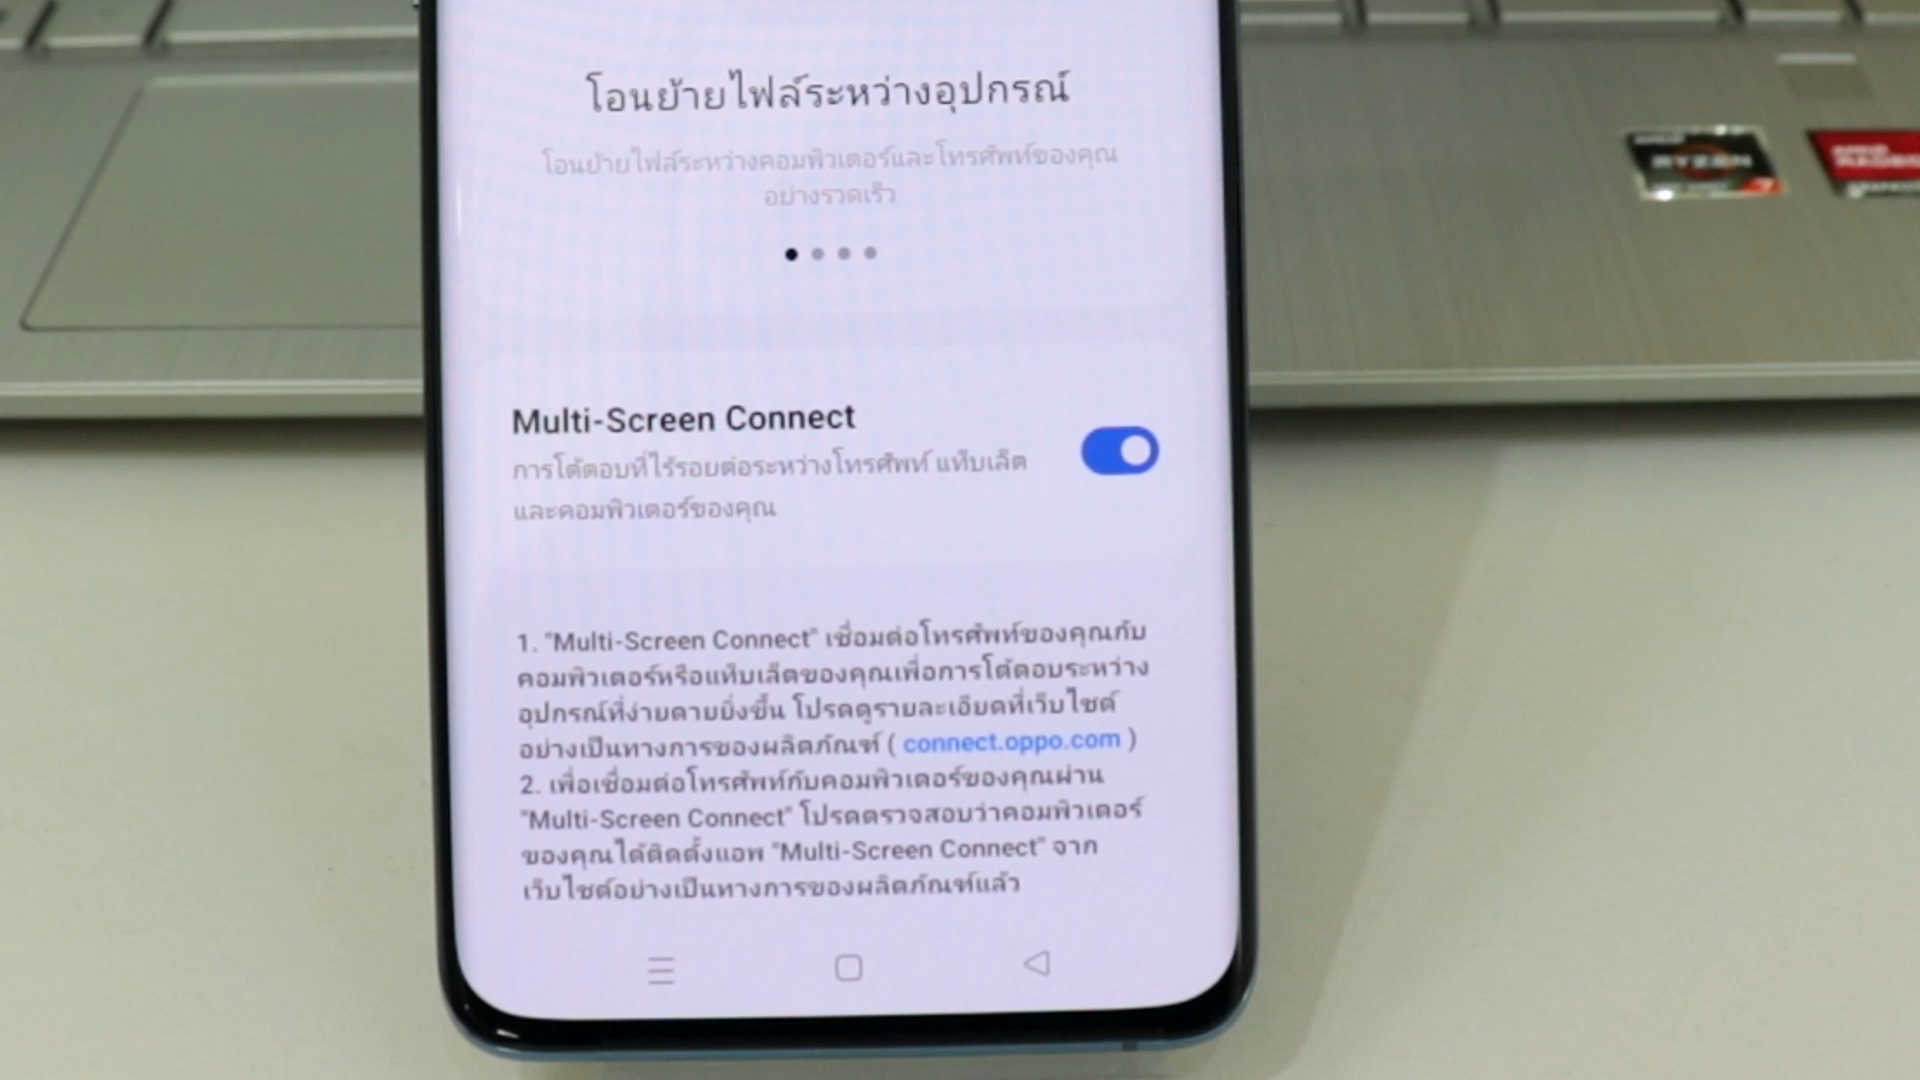 โอนย้ายไฟล์ระหว่างอุปกรณ์
โอนย้ายไฟล์ระหว่างคอมพิวเตอร์และโทรศัพท์ของคุณ
อย่างรวดเร็ว
Multi-Screen Connect
การโต้ตอบที่ไร้รอยต่อระหว่างโทรศัพท์ แท็บเล็ต
และคอมพิวเตอร์ของคุณ
1. "Multi-Screen Connect" เชื่อมต่อโทรศัพท์ของคุณกับ
คอมพิวเตอร์หรือแท็บเล็ตของคุณเพื่อการโต้ตอบระหว่าง
อุปกรณ์ที่ง่ายดายยิ่งขึ้น โปรดดูรายละเอียดที่เว็บไซต์
อย่างเป็นทางการของผลิตภัณฑ์ ( connect.oppo.com )
2. เพื่อเชื่อมต่อโทรศัพท์กับคอมพิวเตอร์ของคุณผ่าน
"Multi-Screen Connect" โปรดตรวจสอบว่าคอมพิวเตอร์
ของคุณได้ติดตั้งแอพ "Multi-Screen Connect" จาก
เว็บไซต์อย่างเป็นทางการของผลิตภัณฑ์แล้ว
RYZEN
7